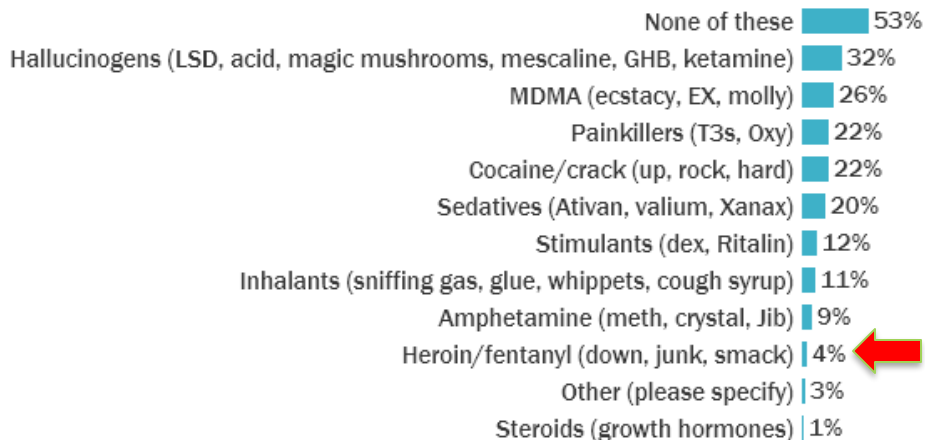 None of these 53%
Hallucinogens (LSD, acid, magic mushrooms, mescaline, GHB, ketamine) 32%
MDMA (ecstacy, EX, molly) 26%
Painkillers (T3s, Oxy) 22%
Cocaine/crack (up, rock, hard) 22%
Sedatives (Ativan, valium, Xanax) 20%
Stimulants (dex, Ritalin) 12%
Inhalants (sniffing gas, glue, whippets, cough syrup) 11%
Amphetamine (meth, crystal, Jib) 9%
Heroin/fentanyl (down, junk, smack) 4%
Other (please specify) 3%
Steroids (growth hormones) 1%